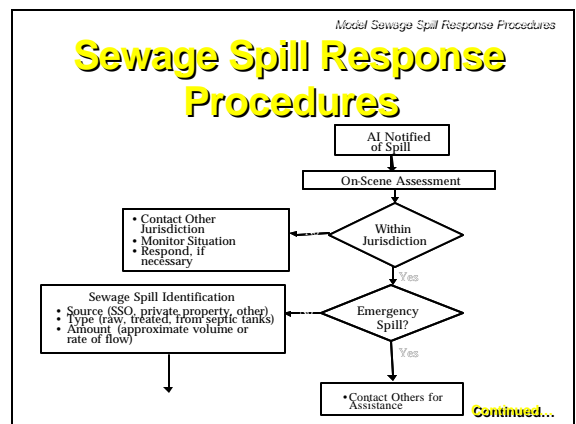 Model Sewage Spill Response Procedures
Sewage Spill Response
Procedures
AI Notified
of Spill
On-Scene Assessment
• Contact Other
Jurisdiction
• Monitor Situation
• Respond, if
necessary
Within
Jurisdiction
Yes
Sewage Spill Identification
• Source (SSO, private property, other)
• Type (raw, treated, from septic tanks)
• Amount (approximate volume or
rate of flow)
Emergency
Spill?
Yes
•Contact Others for
Assistance
Continued…